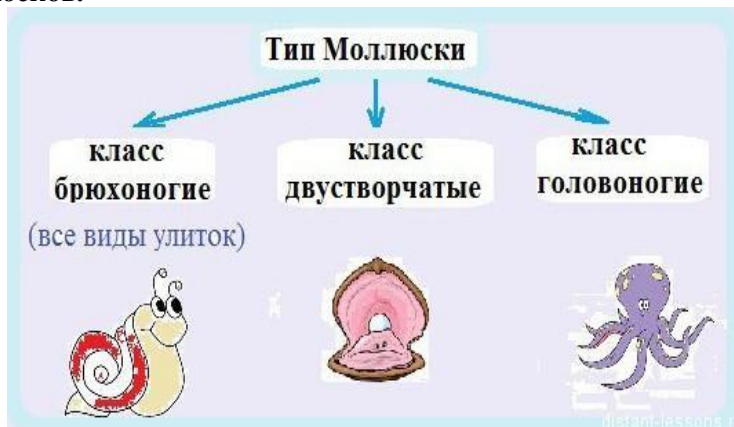 Тип Моллюски
класс
брюхоногие
класс
двустворчатые
класс
головоногие
(все виды улиток)